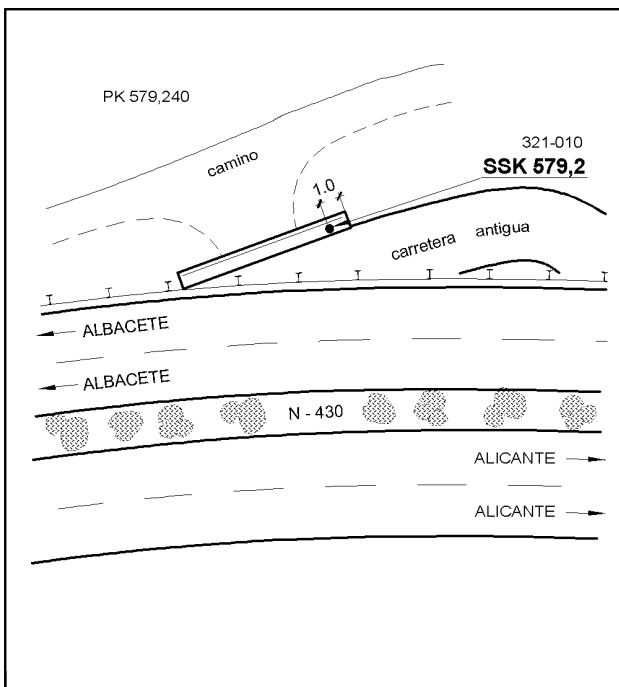 PK 579,240
321-010
camino
SSK 579,2
1.0
carretera antigua
ALBACETE
ALBACETE
N - 430
ALICANTE
ALICANTE